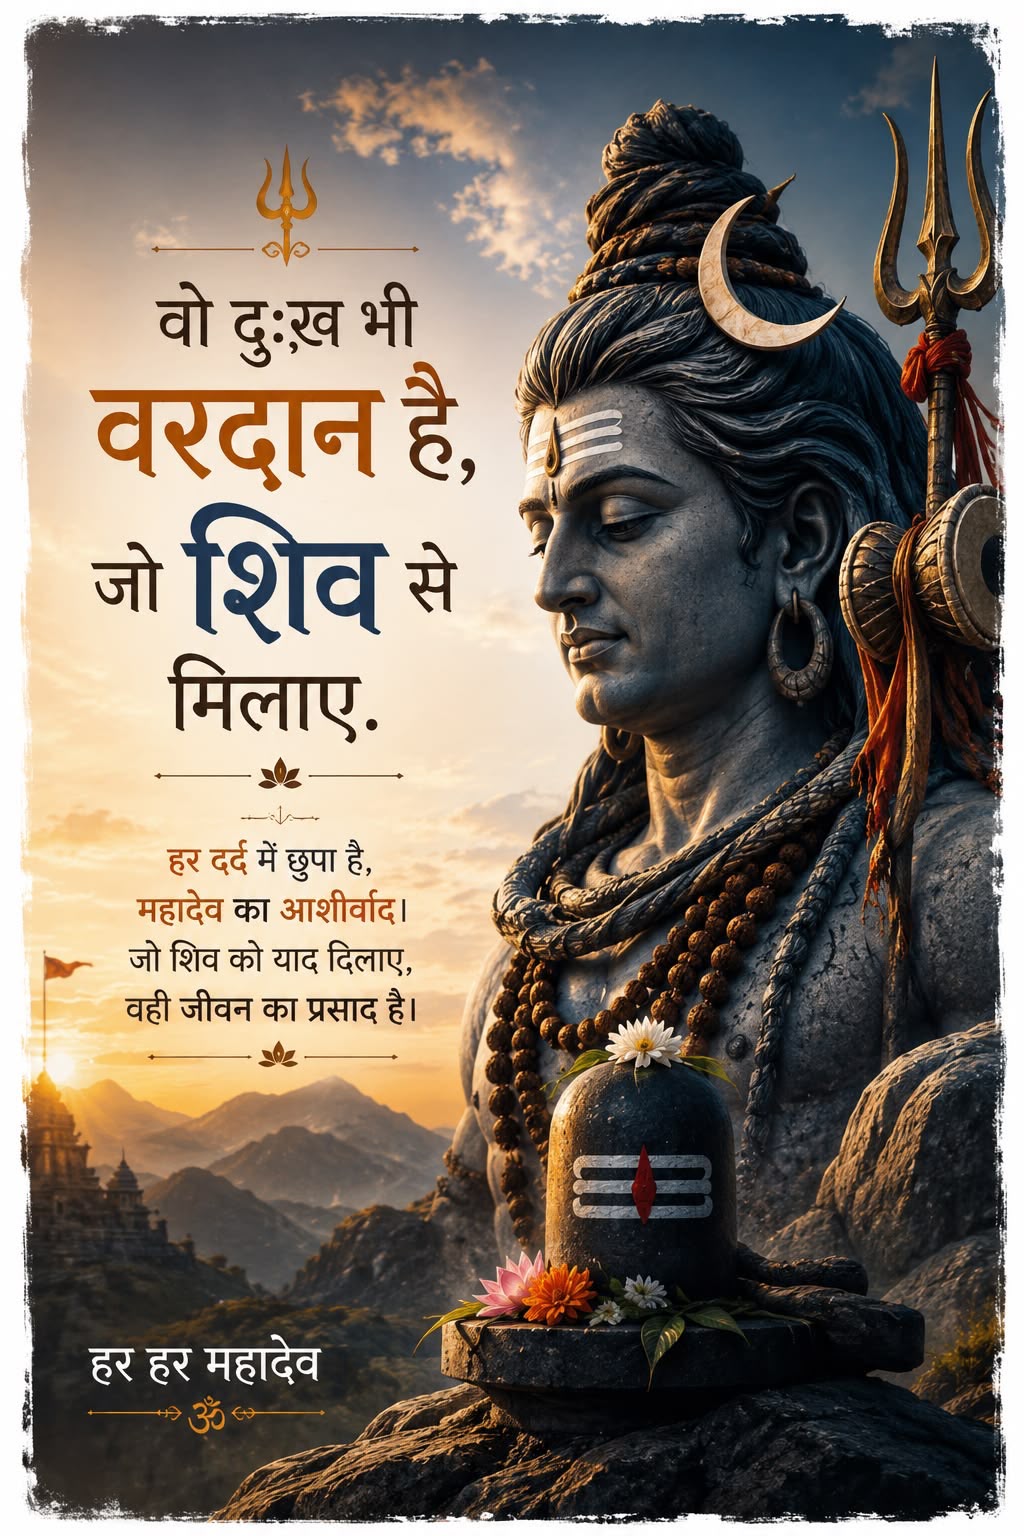 वो दुःख भी
वरदान है,
जो शिव से
मिलाए.
हर दर्द में छुपा है,
महादेव का आशीर्वाद।
जो शिव को याद दिलाए,
वही जीवन का प्रसाद है।
हर हर महादेव
ॐ